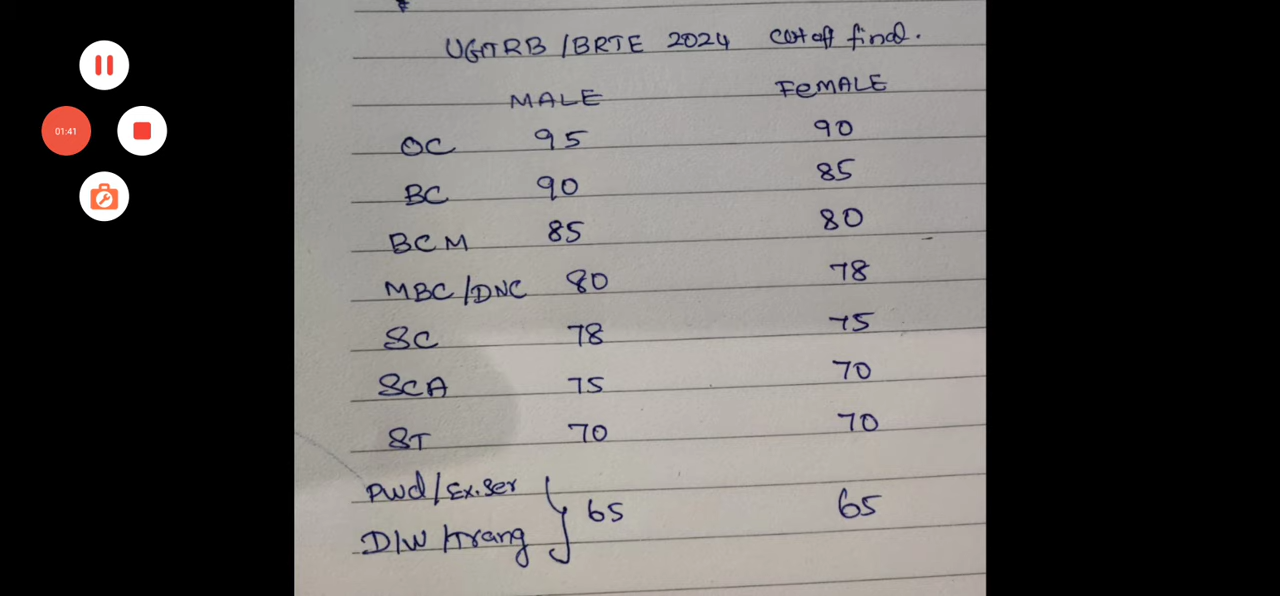 UGTRB /BRTE 2024 Cut off final.
MALE FeMALE
OC 95 90
BC 90 85
BCM 85 80
MBC/DNC 80 78
SC 78 75
SCA 75 70
ST 70 70
Pwd/Ex.Ser
65 65
D/W/Trang
01:41